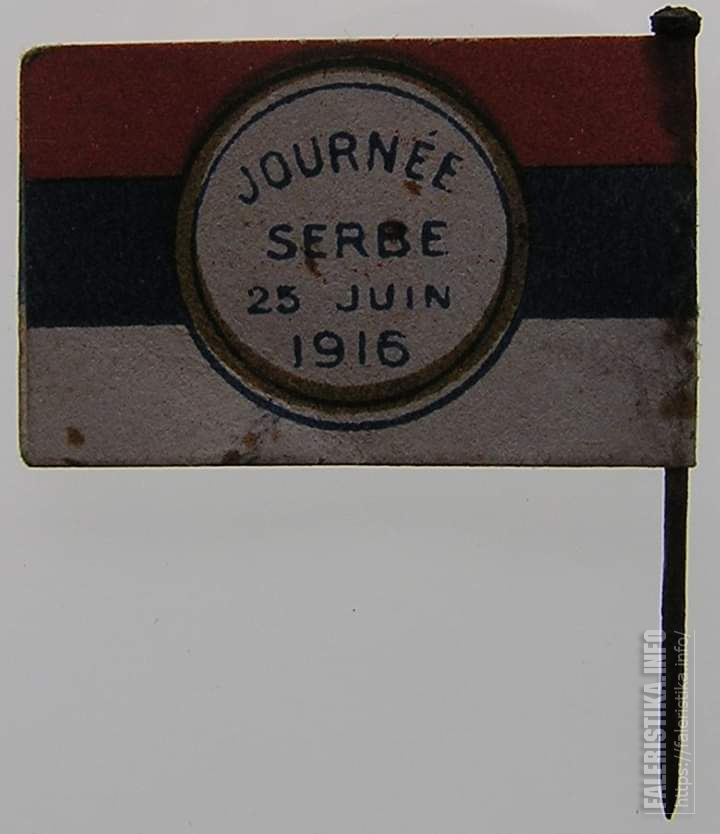 JOURNÉE
SERBE
25 JUIN
1916
FALERISTIKA.INFO
https://faleristika.info/